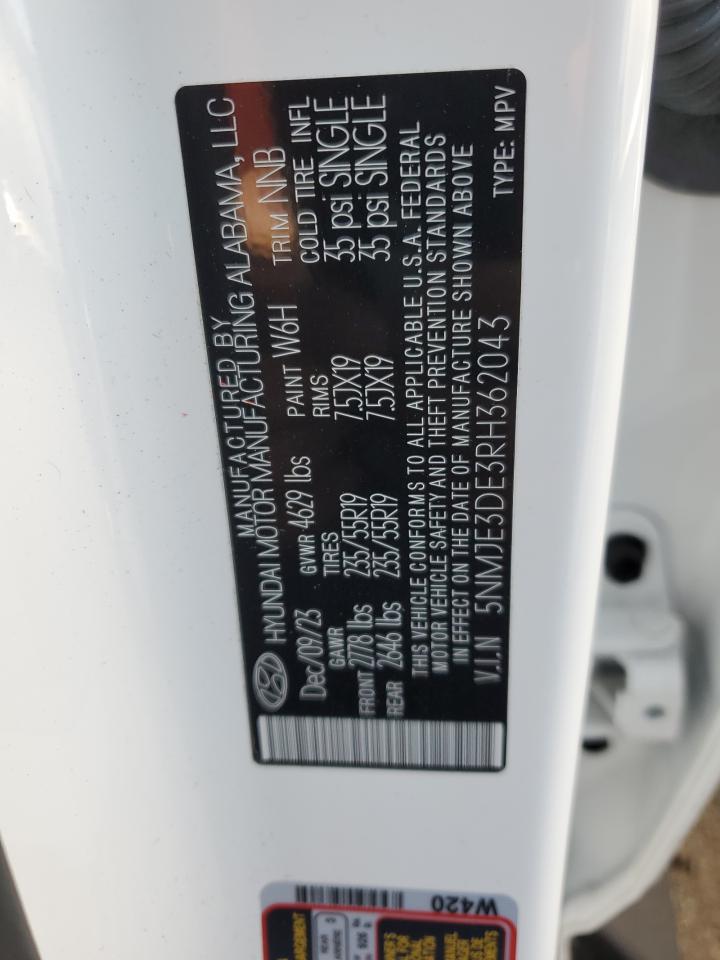 MANUFACTURED BY
HYUNDAI MOTOR MANUFACTURING ALABAMA, LLC
Dec/09/23 GVWR 4629 lbs PAINT W6H TRIM NNB
GAWR TIRES RIMS COLD TIRE INFL
FRONT 2778 lbs 235/55R19 7.5JX19 35 psi SINGLE
REAR 2646 lbs 235/55R19 7.5JX19 35 psi SINGLE
THIS VEHICLE CONFORMS TO ALL APPLICABLE U.S.A. FEDERAL
MOTOR VEHICLE SAFETY AND THEFT PREVENTION STANDARDS
IN EFFECT ON THE DATE OF MANUFACTURE SHOWN ABOVE
V.I.N 5NMJE3DE3RH362043
TYPE: MPV
W420